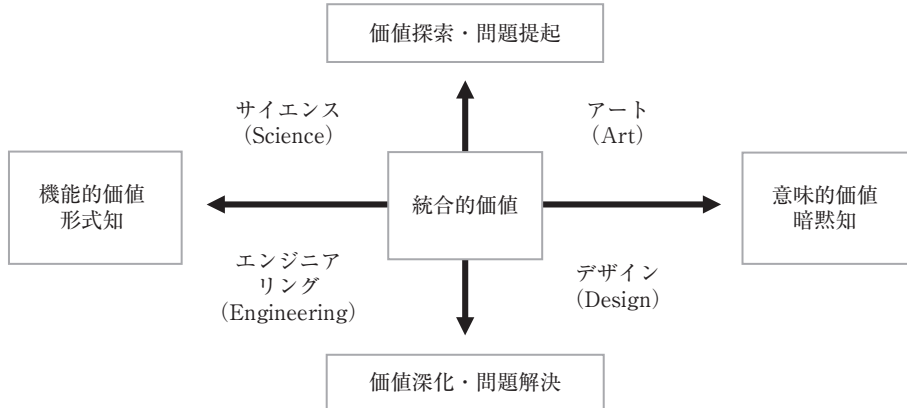 価値探索・問題提起
サイエンス
（Science）
アート
（Art）
機能的価値
形式知
統合的価値
意味的価値
暗黙知
エンジニア
リング
（Engineering）
デザイン
（Design）
価値深化・問題解決